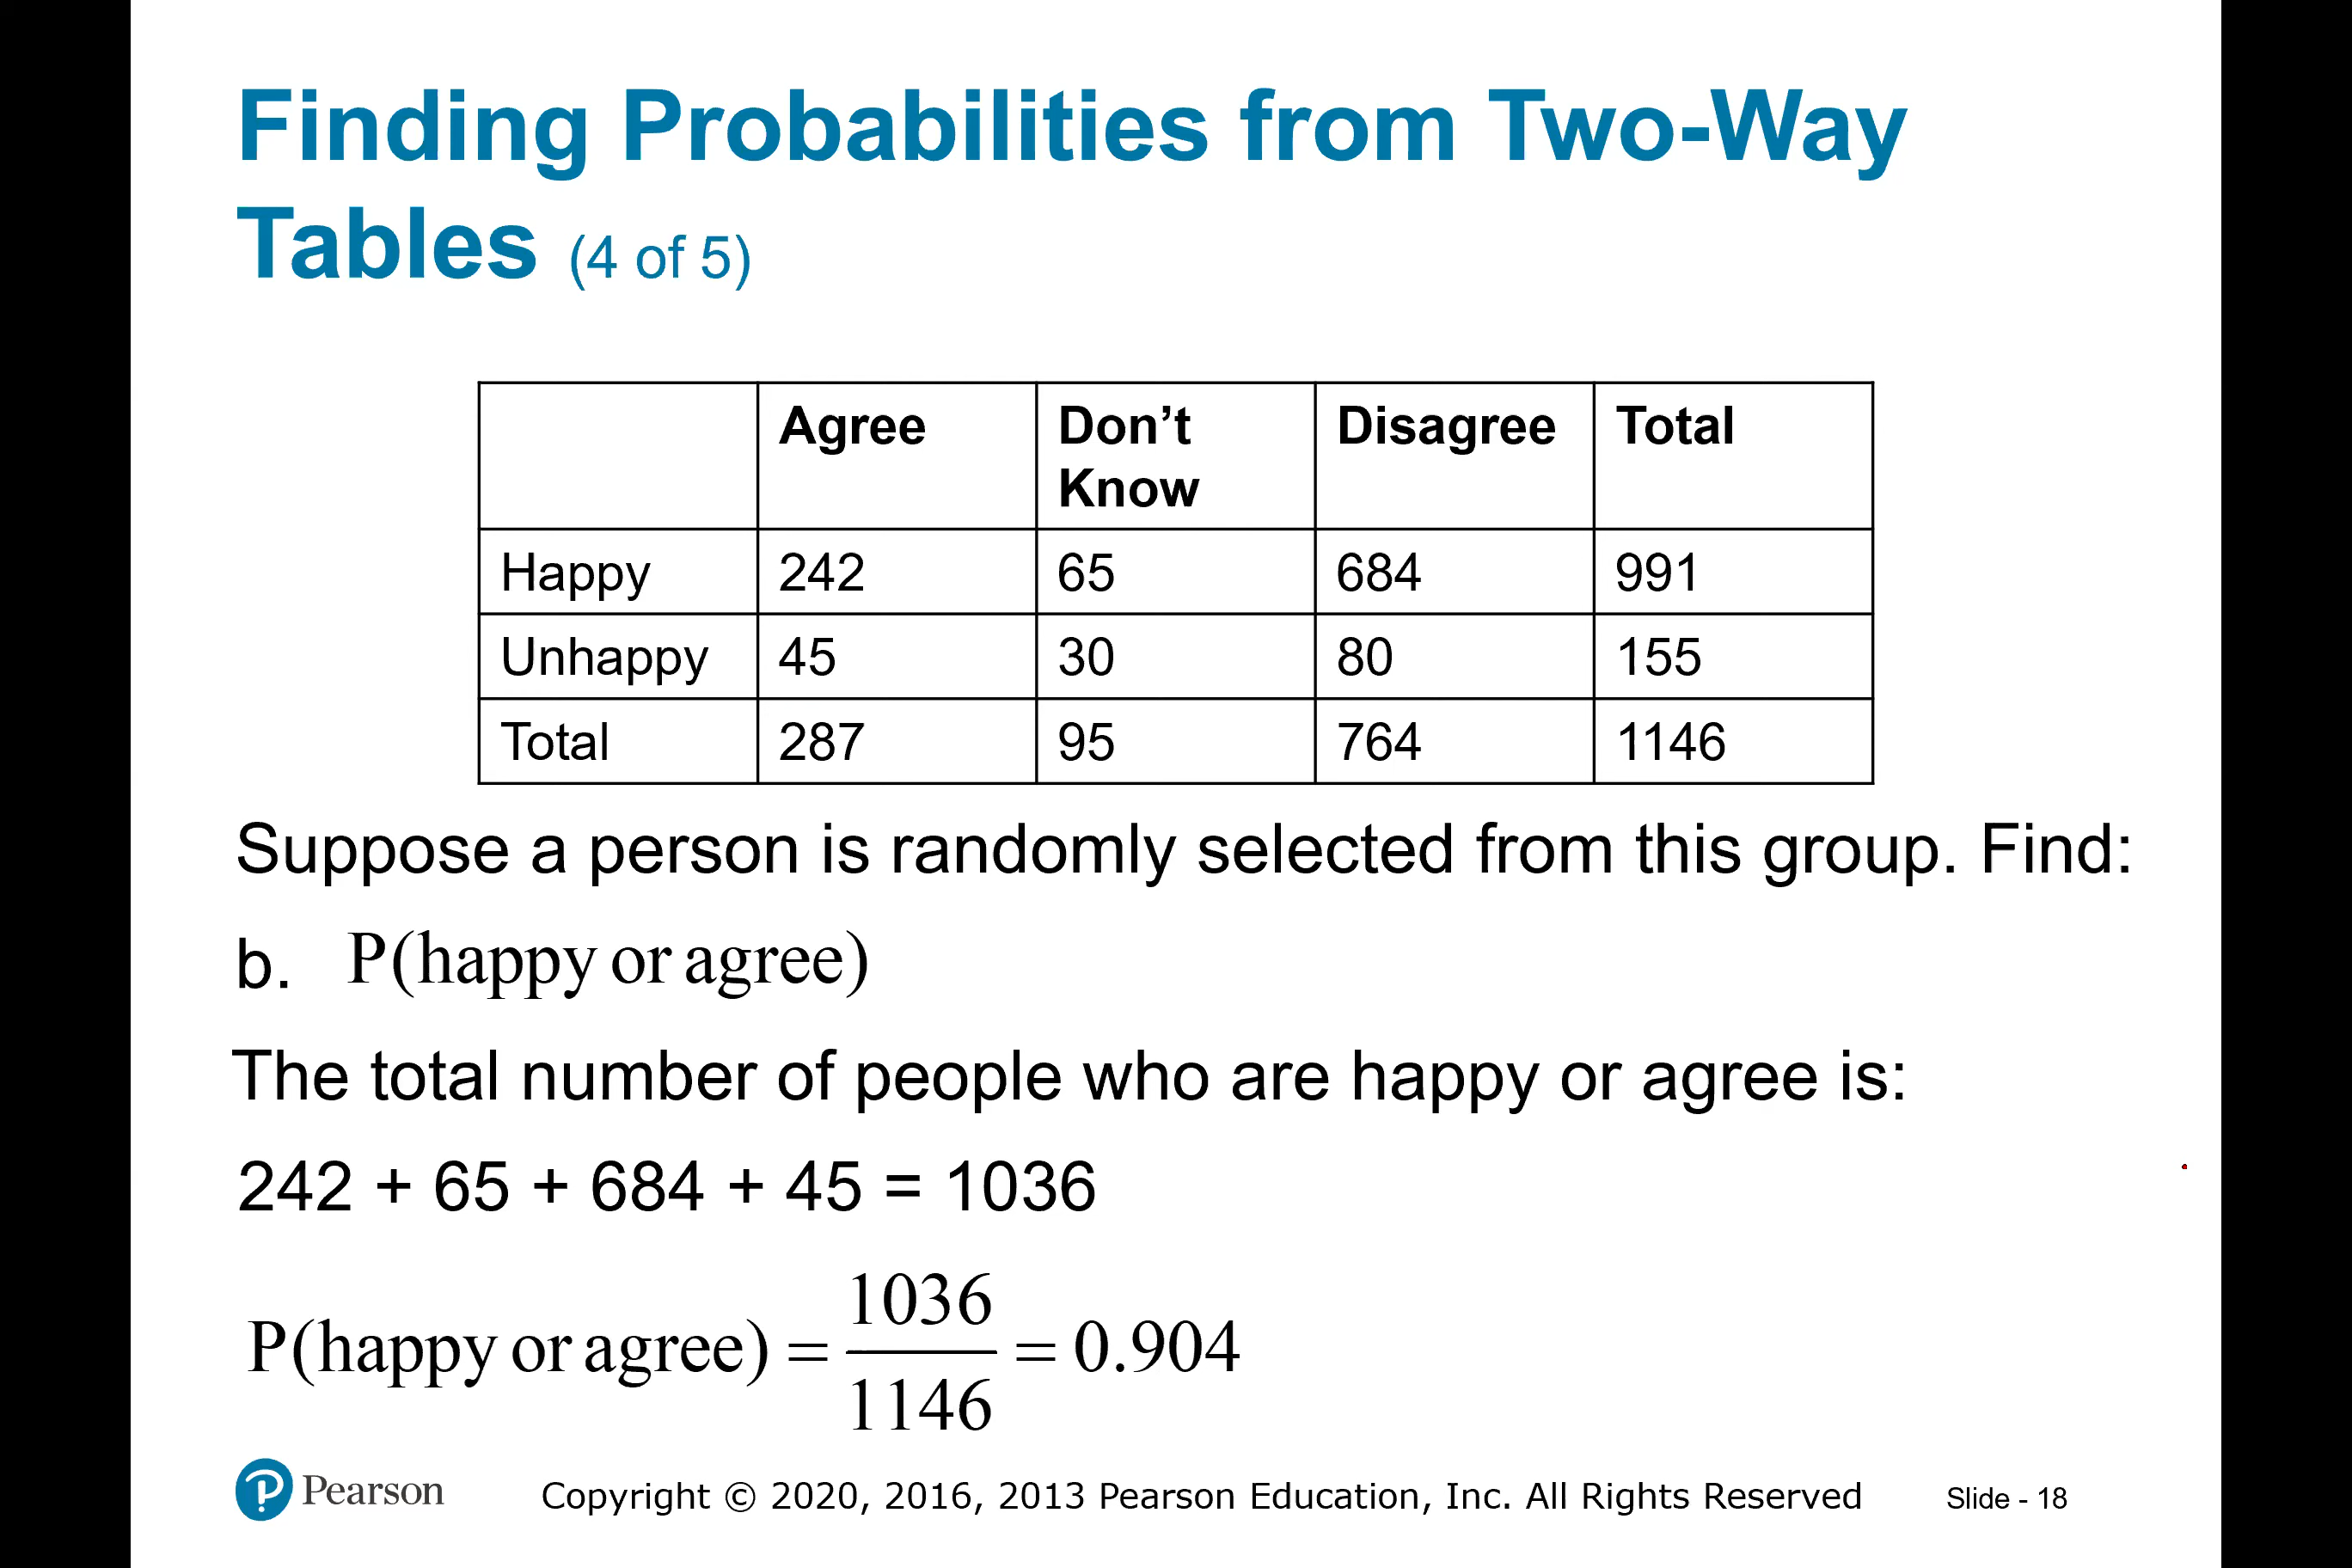 Finding Probabilities from Two-Way
Tables (4 of 5)
Agree Don’t Know Disagree Total
Happy 242 65 684 991
Unhappy 45 30 80 155
Total 287 95 764 1146
Suppose a person is randomly selected from this group. Find:
b. P(happy or agree)
The total number of people who are happy or agree is:
242 + 65 + 684 + 45 = 1036
P(happy or agree) = 1036/1146 = 0.904
Pearson Copyright © 2020, 2016, 2013 Pearson Education, Inc. All Rights Reserved Slide - 18